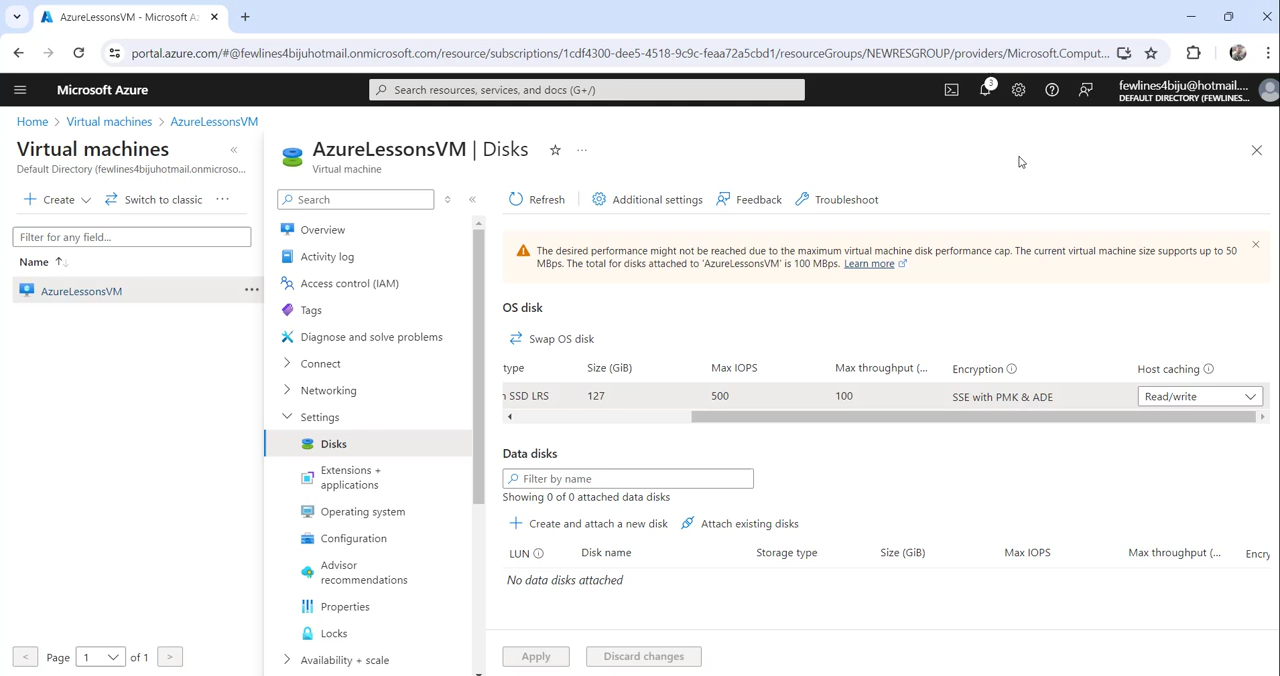 AzureLessonsVM - Microsoft Az
portal.azure.com/#@fewlines4bijuhotmail.onmicrosoft.com/resource/subscriptions/1cdf4300-dee5-4518-9c9c-feaa72a5cbd1/resourceGroups/NEWRESGROUP/providers/Microsoft.Comput...
Microsoft Azure
Search resources, services, and docs (G+/)
3
fewlines4biju@hotmail....
DEFAULT DIRECTORY (FEWLINES...
Home > Virtual machines > AzureLessonsVM
Virtual machines
Default Directory (fewlines4bijuhotmail.onmicroso...
Create
Switch to classic
...
Filter for any field...
Name
AzureLessonsVM
...
< Page 1 of 1 >
AzureLessonsVM | Disks
...
Virtual machine
Search
Overview
Activity log
Access control (IAM)
Tags
Diagnose and solve problems
Connect
Networking
Settings
Disks
Extensions +
applications
Operating system
Configuration
Advisor
recommendations
Properties
Locks
Availability + scale
Refresh
Additional settings
Feedback
Troubleshoot
The desired performance might not be reached due to the maximum virtual machine disk performance cap. The current virtual machine size supports up to 50
MBps. The total for disks attached to 'AzureLessonsVM' is 100 MBps. Learn more
OS disk
Swap OS disk
type Size (GiB) Max IOPS Max throughput (... Encryption Host caching
SSD LRS 127 500 100 SSE with PMK & ADE Read/write
Data disks
Filter by name
Showing 0 of 0 attached data disks
Create and attach a new disk
Attach existing disks
LUN Disk name Storage type Size (GiB) Max IOPS Max throughput (... Encry
No data disks attached
Apply
Discard changes